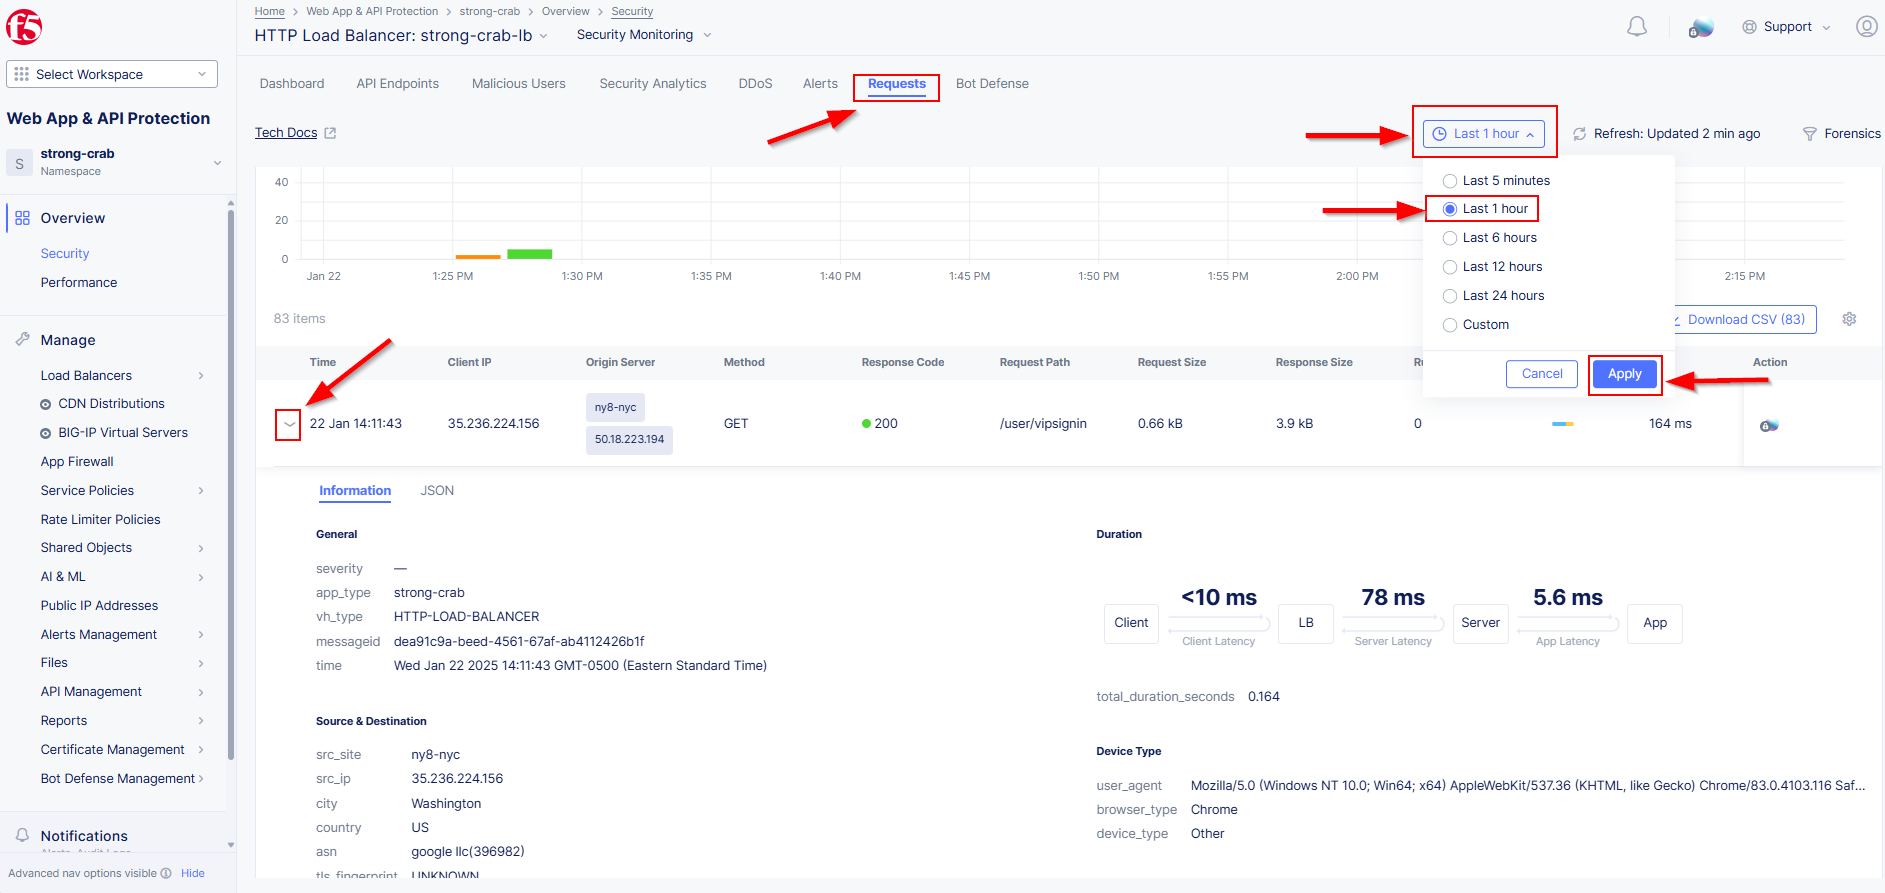 f5
Home > Web App & API Protection > strong-crab > Overview > Security
HTTP Load Balancer: strong-crab-lb
Security Monitoring
Support
Select Workspace
Web App & API Protection
S
strong-crab
Namespace
Overview
Security
Performance
Manage
Load Balancers
CDN Distributions
BIG-IP Virtual Servers
App Firewall
Service Policies
Rate Limiter Policies
Shared Objects
AI & ML
Public IP Addresses
Alerts Management
Files
API Management
Reports
Certificate Management
Bot Defense Management
Notifications
Alerts, Audit Logs
Advanced nav options visible Hide
Dashboard API Endpoints Malicious Users Security Analytics DDoS Alerts Requests Bot Defense
Tech Docs
Last 1 hour
Refresh: Updated 2 min ago
Forensics
Last 5 minutes
Last 1 hour
Last 6 hours
Last 12 hours
Last 24 hours
Custom
Cancel Apply
40
20
0
Jan 22 1:25 PM 1:30 PM 1:35 PM 1:40 PM 1:45 PM 1:50 PM 1:55 PM 2:00 PM 2:15 PM
83 items
Download CSV (83)
Time Client IP Origin Server Method Response Code Request Path Request Size Response Size Action
22 Jan 14:11:43 35.236.224.156 ny8-nyc GET 200 /user/vipsignin 0.66 kB 3.9 kB 0 164 ms
50.18.223.194
Information JSON
General
severity —
app_type strong-crab
vh_type HTTP-LOAD-BALANCER
messageid dea91c9a-beed-4561-67af-ab4112426b1f
time Wed Jan 22 2025 14:11:43 GMT-0500 (Eastern Standard Time)
Source & Destination
src_site ny8-nyc
src_ip 35.236.224.156
city Washington
country US
asn google llc(396982)
tls_fingerprint UNKNOWN
Duration
<10 ms 78 ms 5.6 ms
Client LB Server App
Client Latency Server Latency App Latency
total_duration_seconds 0.164
Device Type
user_agent Mozilla/5.0 (Windows NT 10.0; Win64; x64) AppleWebKit/537.36 (KHTML, like Gecko) Chrome/83.0.4103.116 Saf...
browser_type Chrome
device_type Other